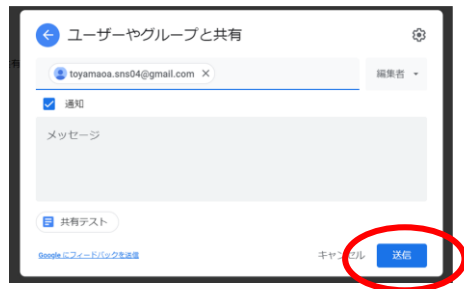 ユーザーやグループと共有
toyamaoa.sns04@gmail.com ×
編集者
通知
メッセージ
共有テスト
Google にフィードバックを送信
キャンセル
送信